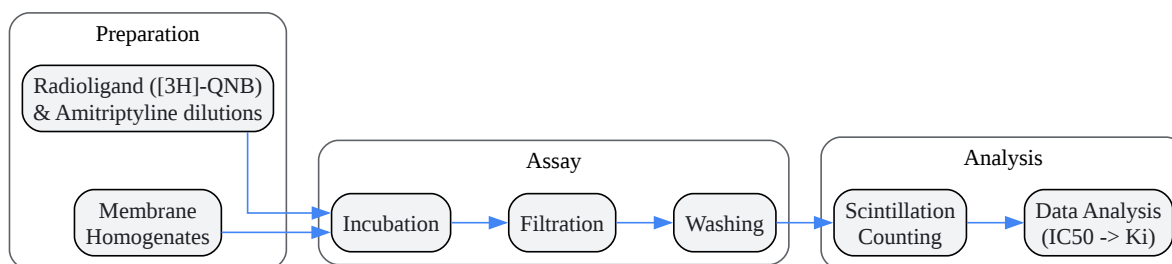 Preparation
Radioligand ([3H]-QNB)
& Amitriptyline dilutions
Membrane
Homogenates
Assay
Incubation
Filtration
Washing
Analysis
Scintillation
Counting
Data Analysis
(IC50 -> Ki)